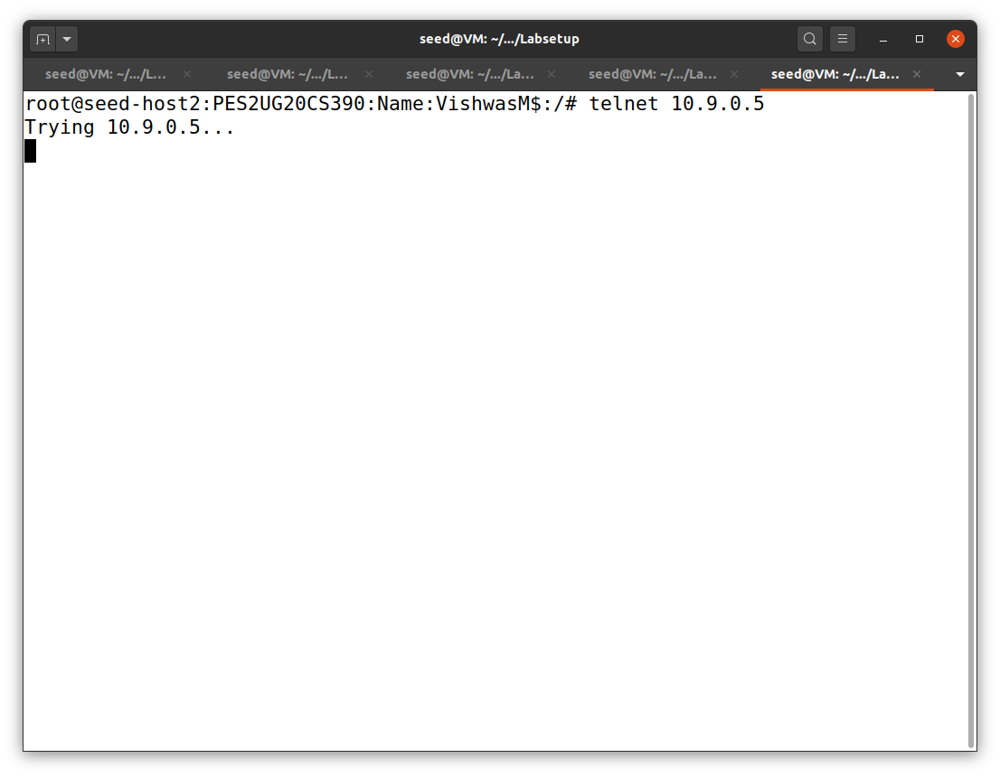 seed@VM: ~/.../Labsetup
seed@VM: ~/.../L... seed@VM: ~/.../L... seed@VM: ~/.../La... seed@VM: ~/.../La... seed@VM: ~/.../La...
root@seed-host2:PES2UG20CS390:Name:VishwasM$:/# telnet 10.9.0.5
Trying 10.9.0.5...